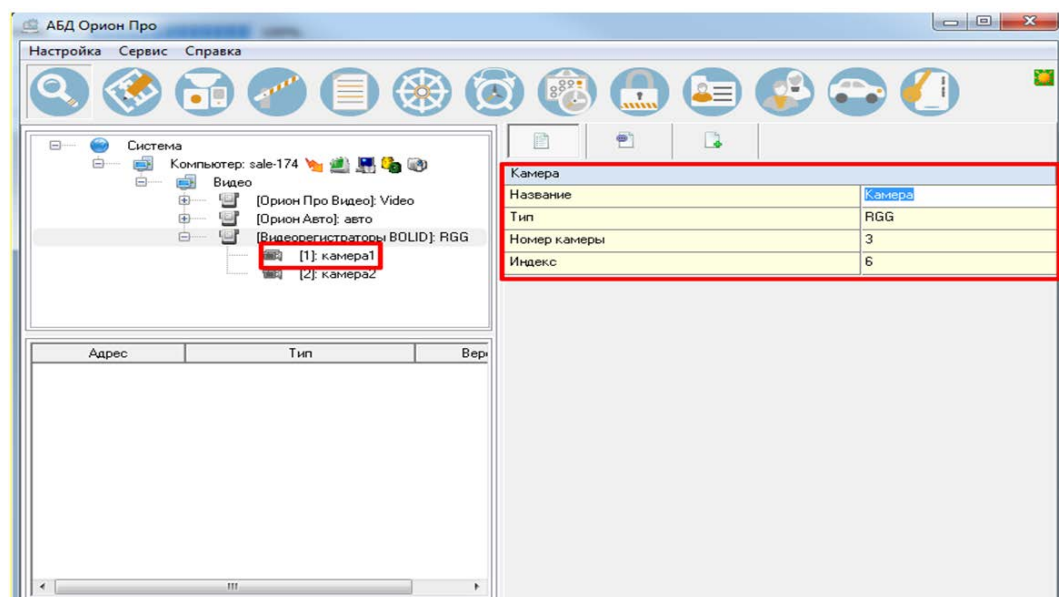 АБД Орион Про
Настройка Сервис Справка
Система
Компьютер: sale-174
Видео
[Орион Про Видео]: Video
[Орион Авто]: авто
[Видеорегистраторы BOLID]: RGG
[1]: камера1
[2]: камера2
Адрес Тип
Камера
Название Камера
Тип RGG
Номер камеры 3
Индекс 6